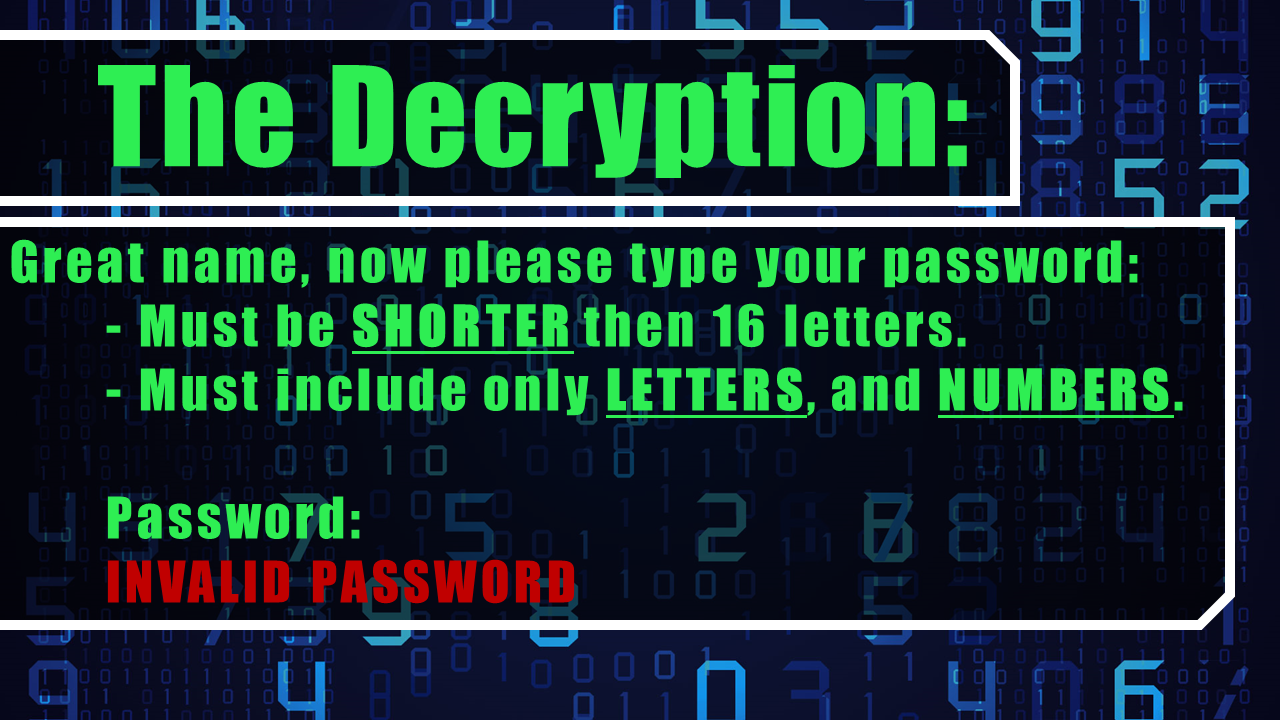 The Decryption:
Great name, now please type your password:
- Must be SHORTER then 16 letters.
- Must include only LETTERS, and NUMBERS.
Password:
INVALID PASSWORD